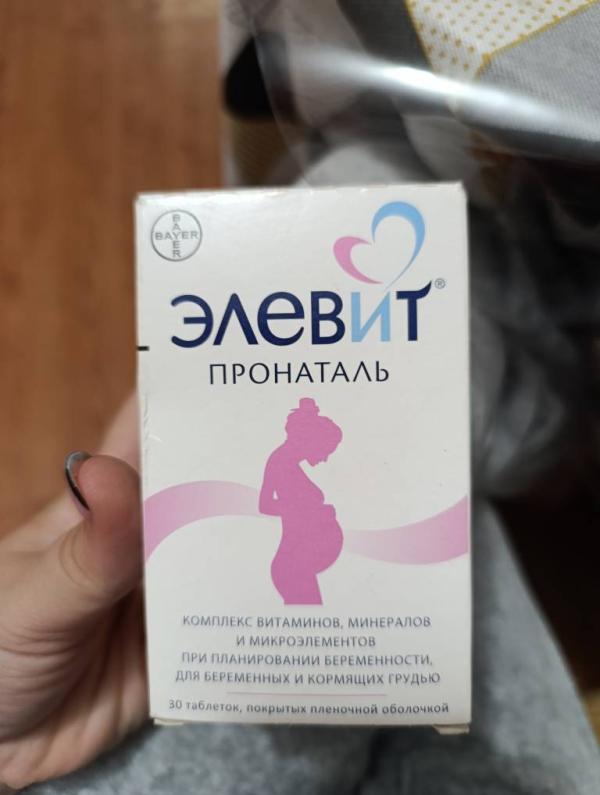 BAYER
BAYER
ЭЛЕВИТ®
ПРОНАТАЛЬ
КОМПЛЕКС ВИТАМИНОВ, МИНЕРАЛОВ
И МИКРОЭЛЕМЕНТОВ
ПРИ ПЛАНИРОВАНИИ БЕРЕМЕННОСТИ,
ДЛЯ БЕРЕМЕННЫХ И КОРМЯЩИХ ГРУДЬЮ
30 таблеток, покрытых пленочной оболочкой